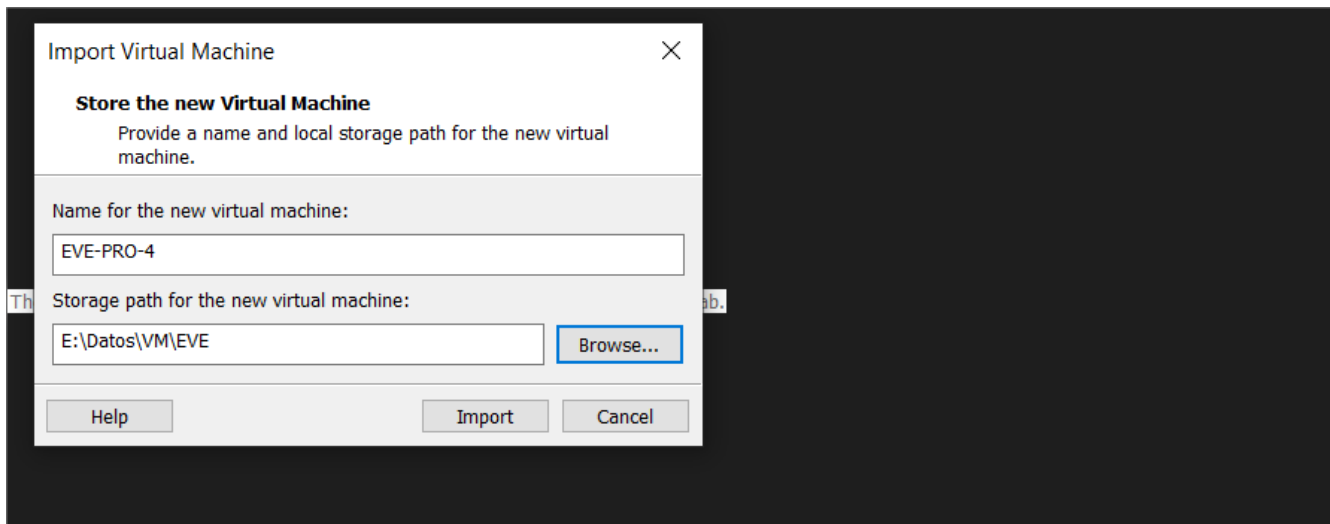 Import Virtual Machine
Store the new Virtual Machine
Provide a name and local storage path for the new virtual
machine.
Name for the new virtual machine:
EVE-PRO-4
Th
Storage path for the new virtual machine:
ab.
E:\Datos\VM\EVE
Browse...
Help
Import
Cancel